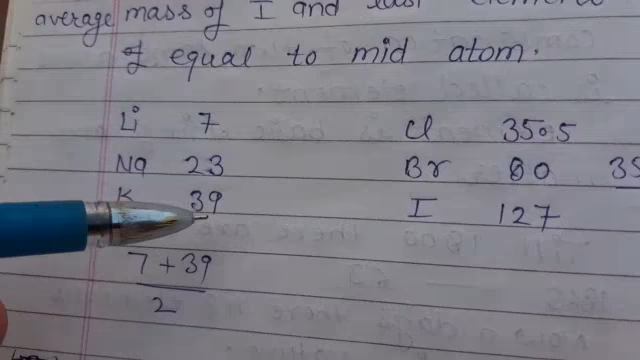 average mass of I and last element
of equal to mid atom.
Li 7 Cl 35.5
Na 23 Br 80 35
K 39 I 127
7 + 39
2